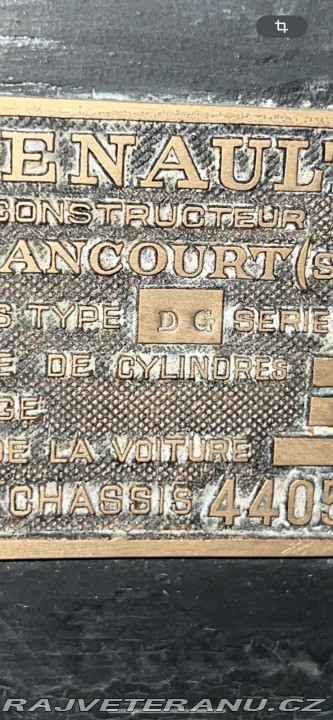 ENAUL
CONSTRUCTEUR
ANCOURT(S
S TYPE DG SERIE
E DE CYLINDRES
GE
DE LA VOITURE
CHASSIS 4405
RAJVETERANU.CZ